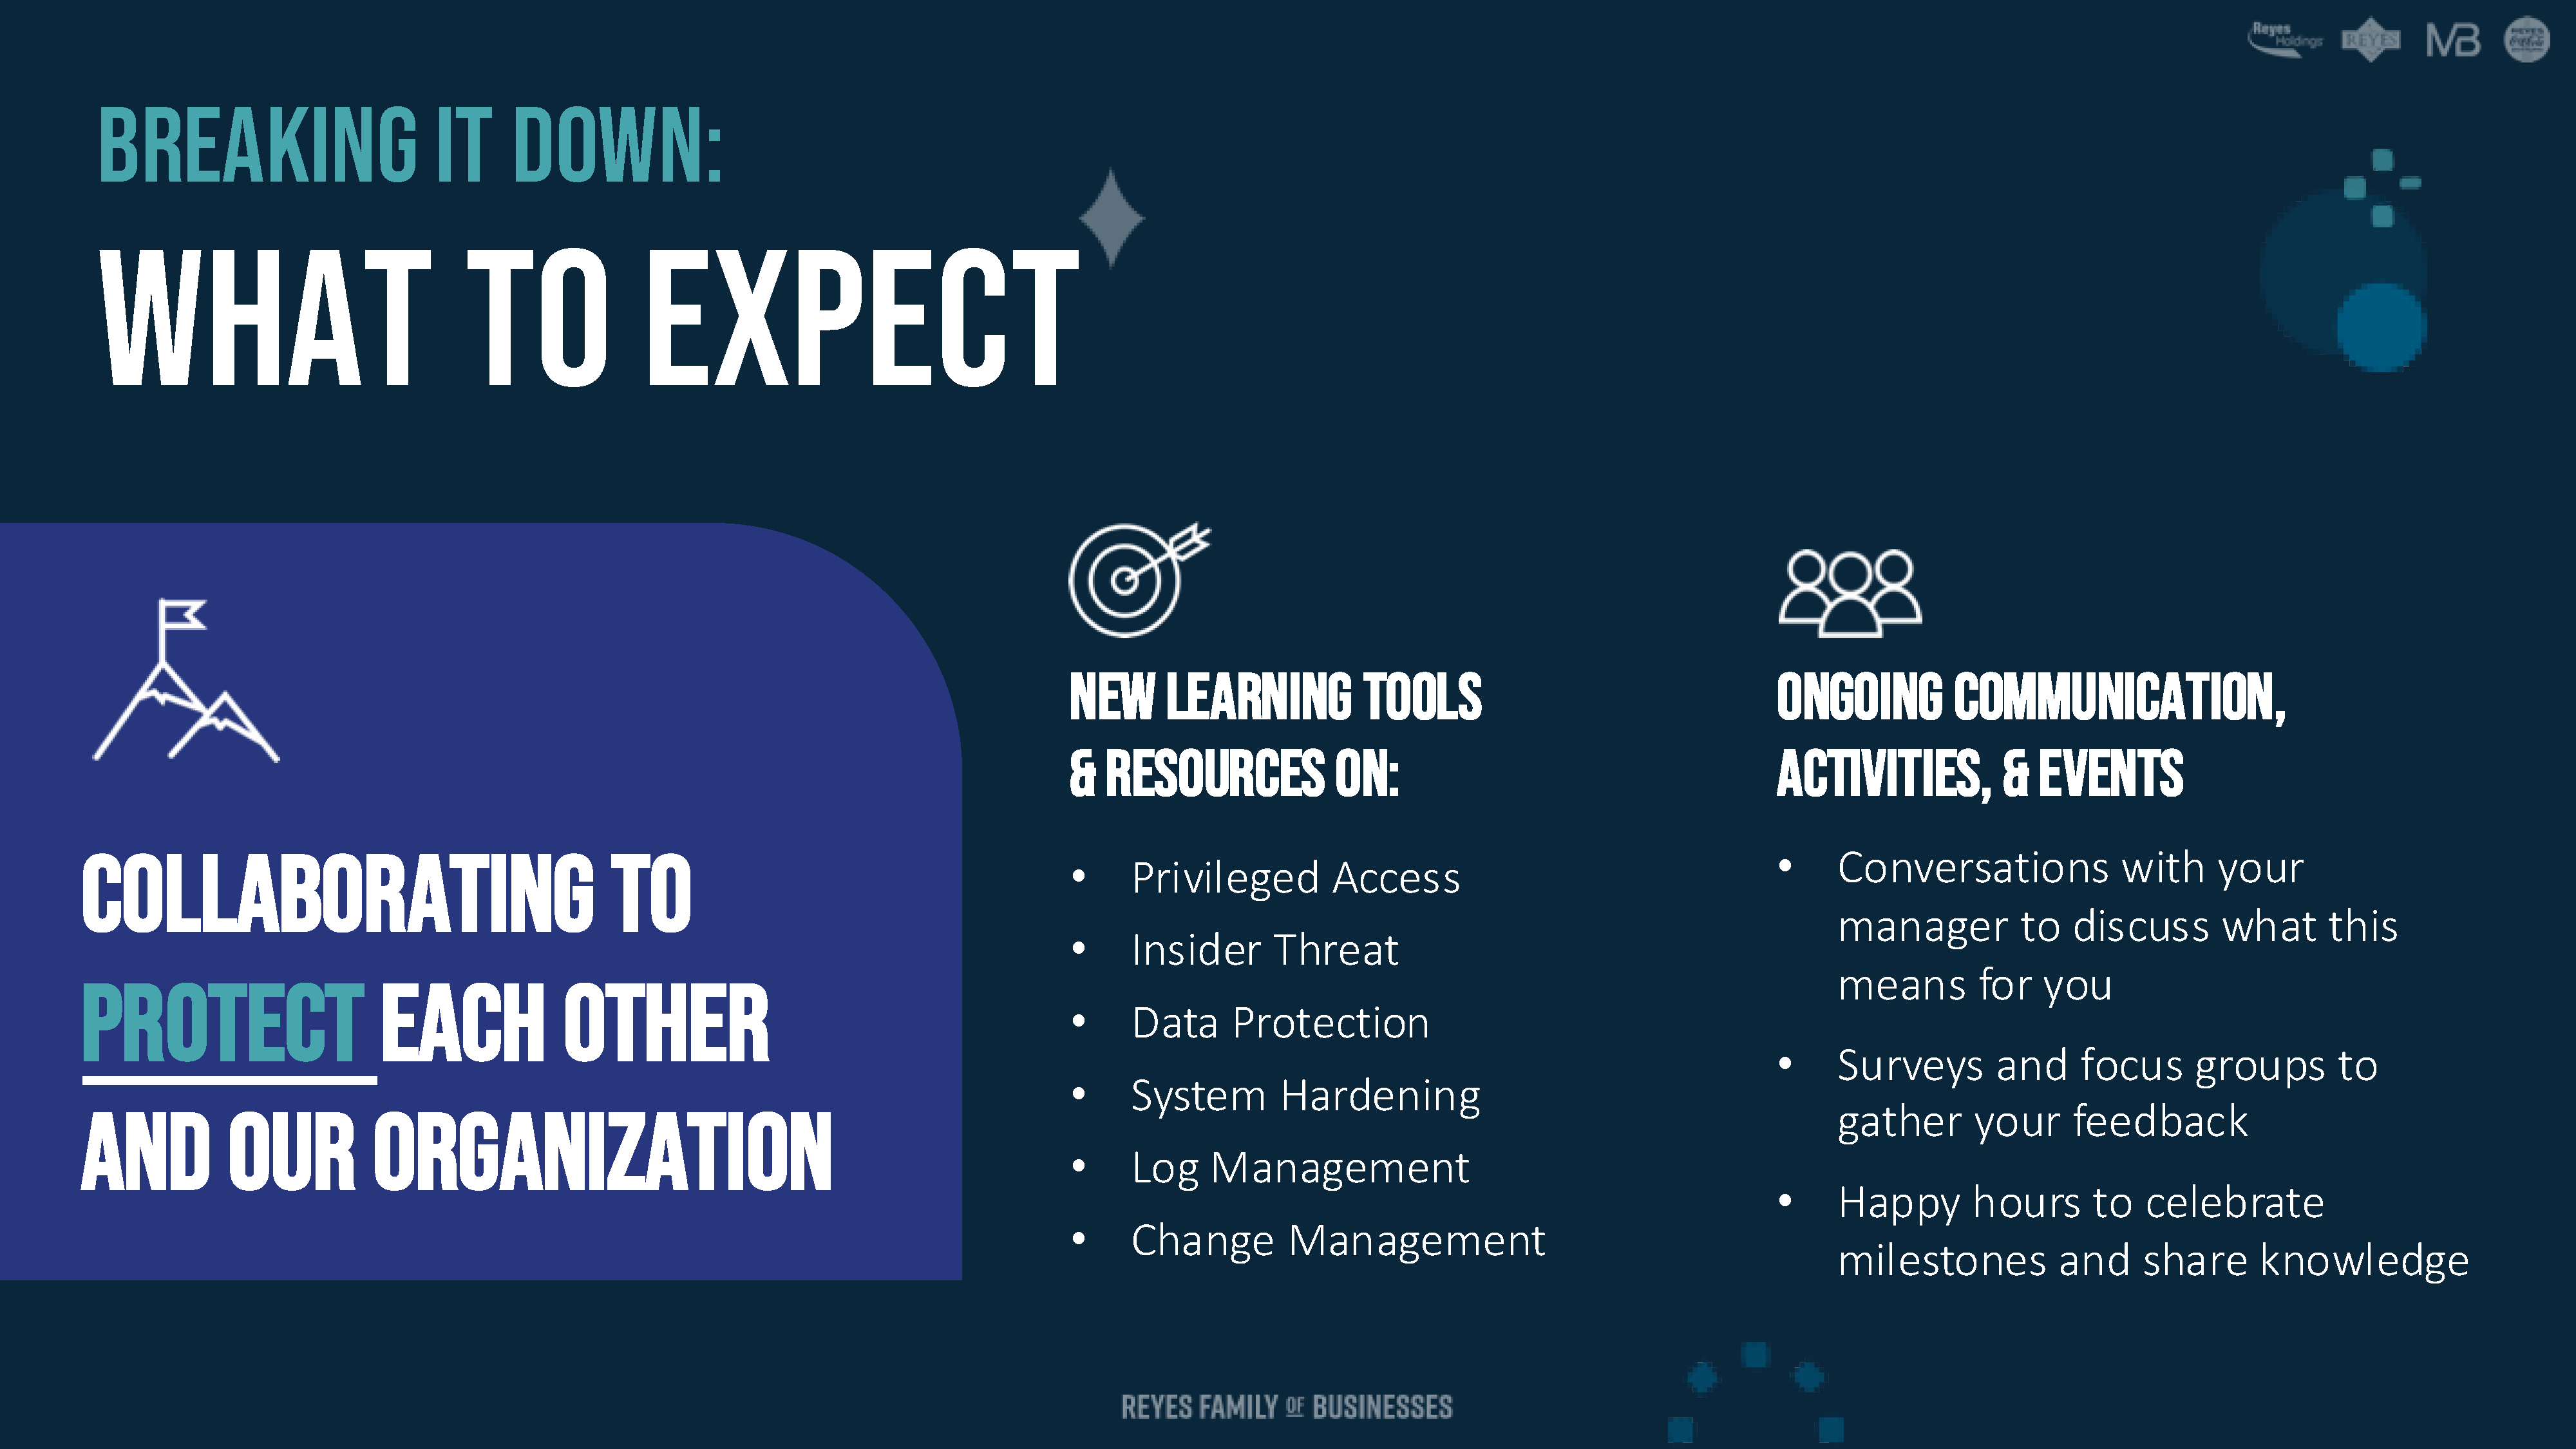 Reyes
Holdings
REYES
MB
REYES
Coca-Cola
BREAKING IT DOWN:
WHAT TO EXPECT
COLLABORATING TO
PROTECT EACH OTHER
AND OUR ORGANIZATION
NEW LEARNING TOOLS
& RESOURCES ON:
• Privileged Access
• Insider Threat
• Data Protection
• System Hardening
• Log Management
• Change Management
ONGOING COMMUNICATION,
ACTIVITIES, & EVENTS
• Conversations with your
manager to discuss what this
means for you
• Surveys and focus groups to
gather your feedback
• Happy hours to celebrate
milestones and share knowledge
REYES FAMILY OF BUSINESSES